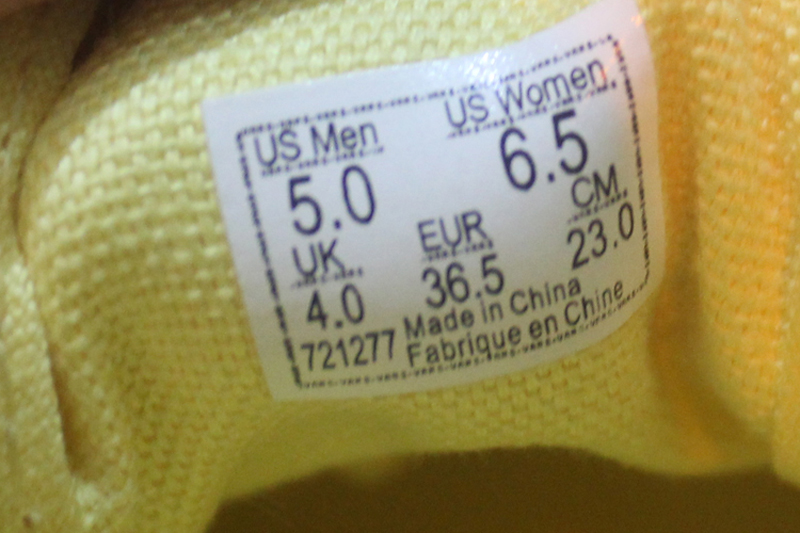 US Men US Women
5.0 6.5
UK EUR CM
4.0 36.5 23.0
721277 Made in China
Fabrique en Chine